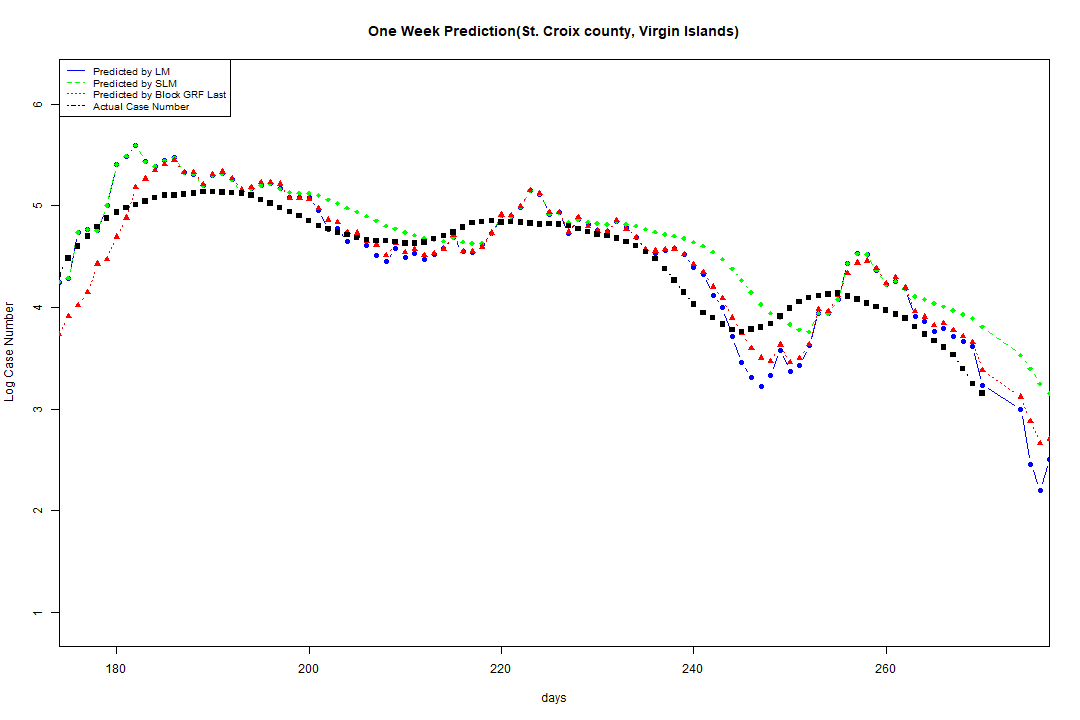 One Week Prediction(St. Croix county, Virgin Islands)
Predicted by LM
Predicted by SLM
Predicted by Block GRF Last
Actual Case Number
Log Case Number
6
5
4
3
2
1
180 200 220 240 260
days